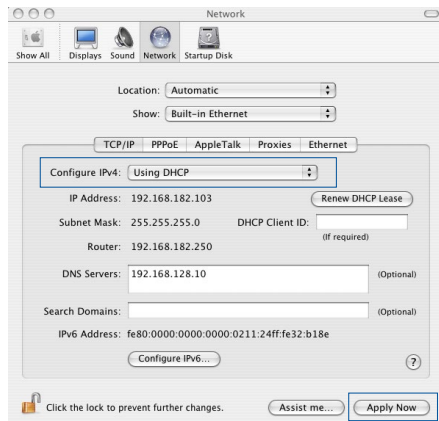 Network
Show All Displays Sound Network Startup Disk
Location: Automatic
Show: Built-in Ethernet
TCP/IP PPPoE AppleTalk Proxies Ethernet
Configure IPv4: Using DHCP
IP Address: 192.168.182.103 Renew DHCP Lease
Subnet Mask: 255.255.255.0 DHCP Client ID:
(If required)
Router: 192.168.182.250
DNS Servers: 192.168.128.10 (Optional)
Search Domains: (Optional)
IPv6 Address: fe80:0000:0000:0000:0211:24ff:fe32:b18e
Configure IPv6... ?
Click the lock to prevent further changes. Assist me... Apply Now